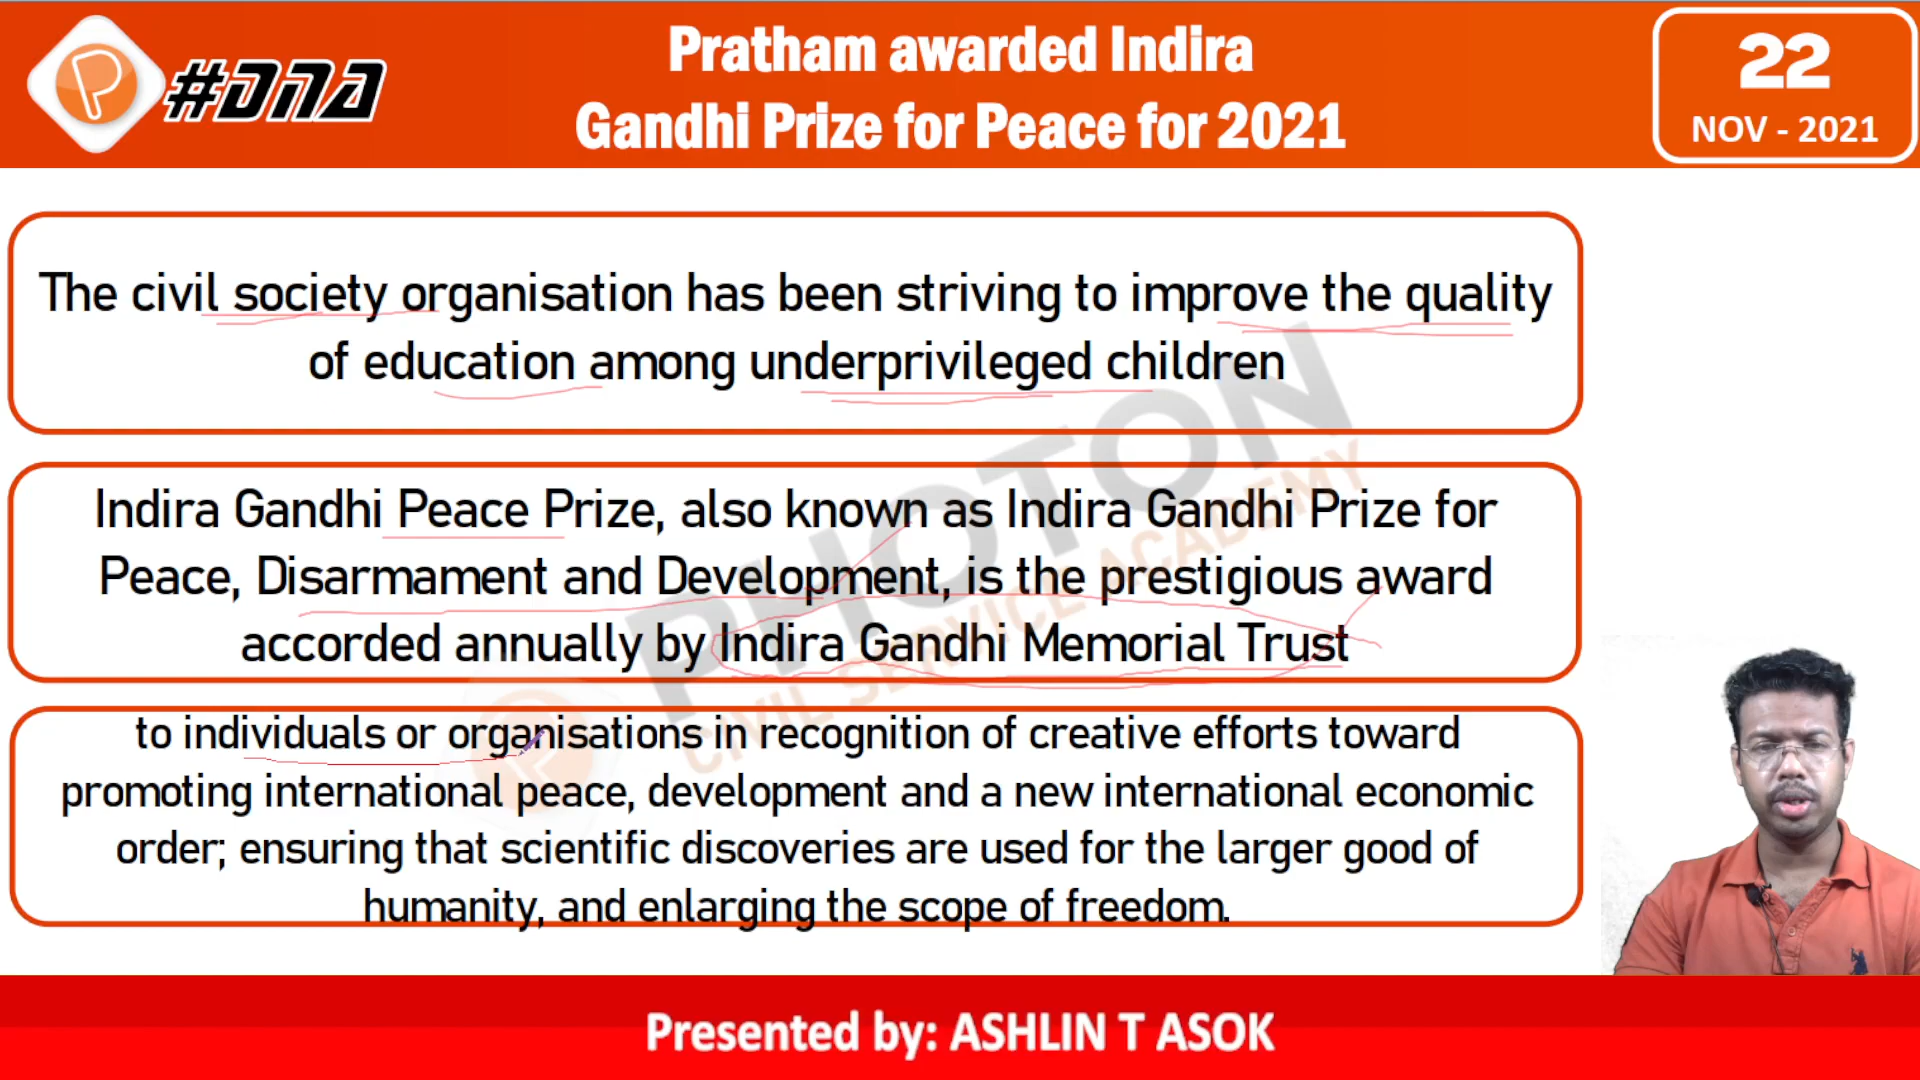 #DNA
Pratham awarded Indira
Gandhi Prize for Peace for 2021
22
NOV - 2021
The civil society organisation has been striving to improve the quality
of education among underprivileged children
Indira Gandhi Peace Prize, also known as Indira Gandhi Prize for
Peace, Disarmament and Development, is the prestigious award
accorded annually by Indira Gandhi Memorial Trust
to individuals or organisations in recognition of creative efforts toward
promoting international peace, development and a new international economic
order; ensuring that scientific discoveries are used for the larger good of
humanity, and enlarging the scope of freedom.
PHOTON
CIVIL SERVICE ACADEMY
Presented by: ASHLIN T ASOK